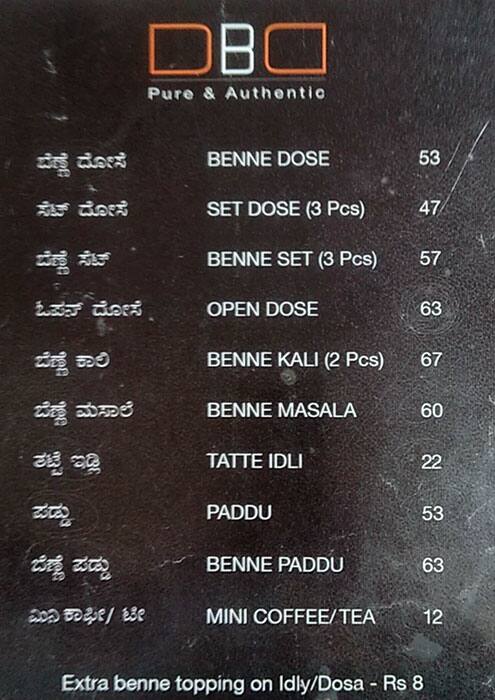 DBD
Pure & Authentic
ಬೆಣ್ಣೆ ದೋಸೆ BENNE DOSE 53
ಸೆಟ್ ದೋಸೆ SET DOSE (3 Pcs) 47
ಬೆಣ್ಣೆ ಸೆಟ್ BENNE SET (3 Pcs) 57
ಓಪನ್ ದೋಸೆ OPEN DOSE 63
ಬೆಣ್ಣೆ ಕಾಲಿ BENNE KALI (2 Pcs) 67
ಬೆಣ್ಣೆ ಮಸಾಲೆ BENNE MASALA 60
ತಟ್ಟೆ ಇಡ್ಲಿ TATTE IDLI 22
ಪಡ್ಡು PADDU 53
ಬೆಣ್ಣೆ ಪಡ್ಡು BENNE PADDU 63
ಮಿನಿ ಕಾಫೀ/ ಟೀ MINI COFFEE/TEA 12
Extra benne topping on Idly/Dosa - Rs 8